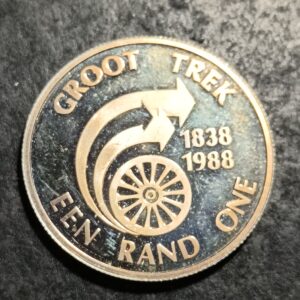 GROOT TREK
1838
1988
EEN RAND ONE